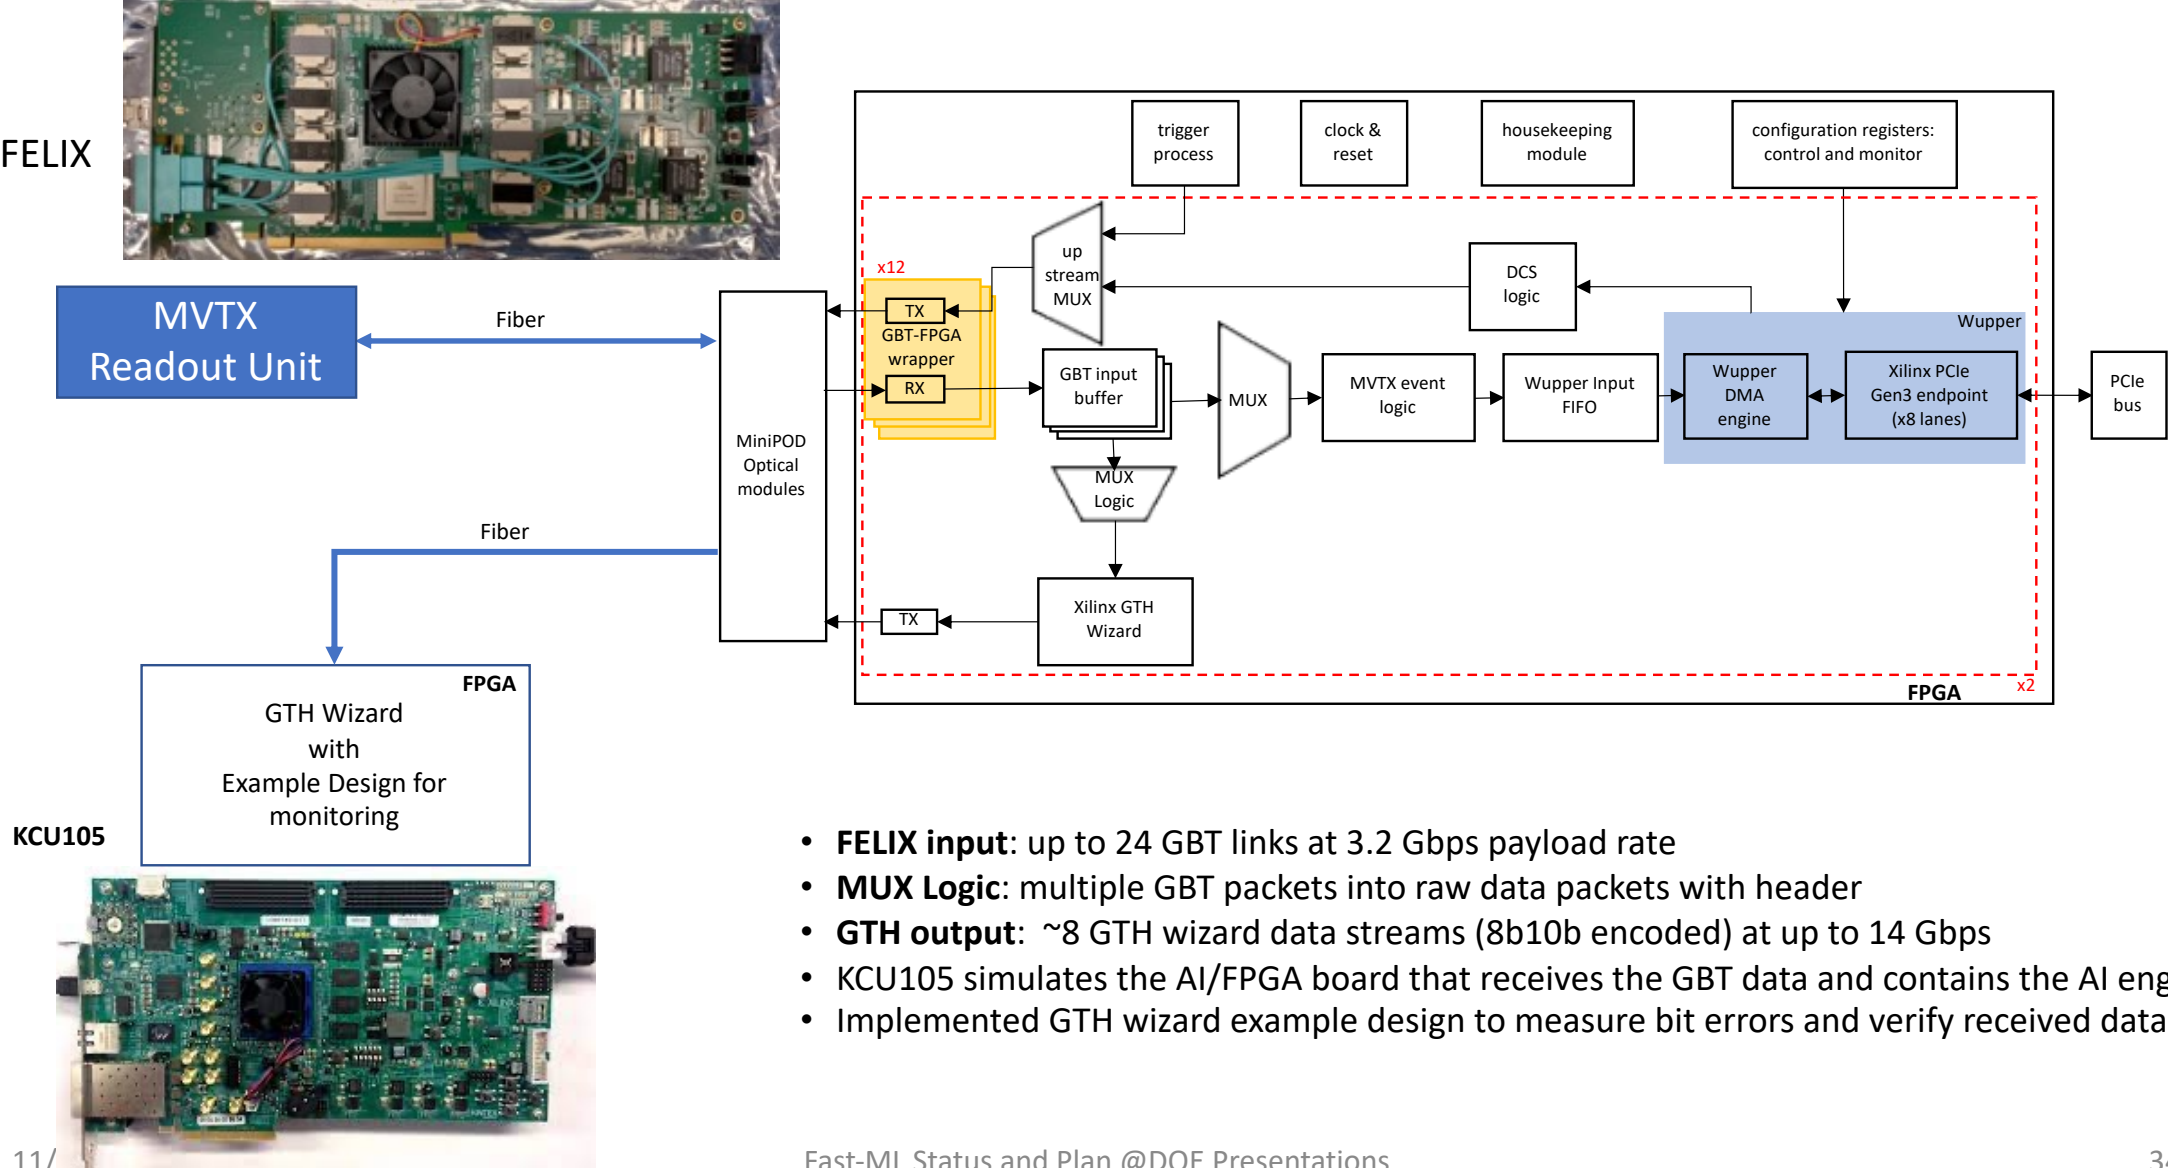 FELIX
MVTX
Readout Unit
Fiber
Fiber
MiniPOD
Optical
modules
trigger
process
clock &
reset
housekeeping
module
configuration registers:
control and monitor
x12
TX
GBT-FPGA
wrapper
RX
up
stream
MUX
DCS
logic
GBT input
buffer
MUX
MVTX event
logic
Wupper Input
FIFO
Wupper
Wupper
DMA
engine
Xilinx PCIe
Gen3 endpoint
(x8 lanes)
PCIe
bus
MUX
Logic
Xilinx GTH
Wizard
TX
FPGA
x2
FPGA
GTH Wizard
with
Example Design for
monitoring
KCU105
• FELIX input: up to 24 GBT links at 3.2 Gbps payload rate
• MUX Logic: multiple GBT packets into raw data packets with header
• GTH output: ~8 GTH wizard data streams (8b10b encoded) at up to 14 Gbps
• KCU105 simulates the AI/FPGA board that receives the GBT data and contains the AI eng
• Implemented GTH wizard example design to measure bit errors and verify received data
11/
Fast-ML Status and Plan @DOE Presentations